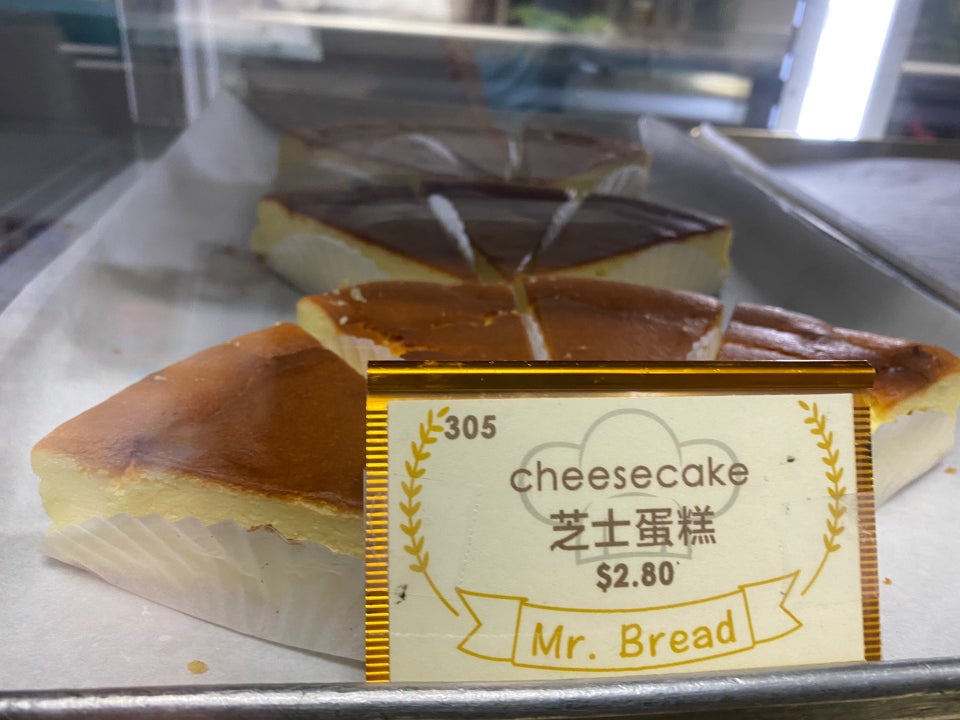 305
cheesecake
芝士蛋糕
$2.80
Mr. Bread